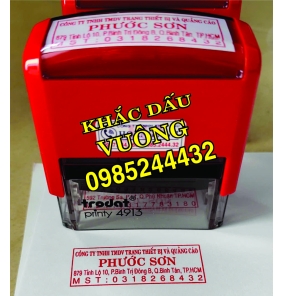 CÔNG TY TNHH TMDV TRANG THIẾT BỊ VÀ QUẢNG CÁO
PHƯỚC SƠN
879 Tỉnh Lộ 10, P.Bình Trị Đông B, Q.Bình Tân, TP.HCM
MST: 0318268432
KHẮC DẤU
VUÔNG
0985244432
trodat
printy 4913
CÔNG TY TNHH TMDV TRANG THIẾT BỊ VÀ QUẢNG CÁO
PHƯỚC SƠN
879 Tỉnh Lộ 10, P.Bình Trị Đông B, Q.Bình Tân, TP.HCM
MST: 0318268432